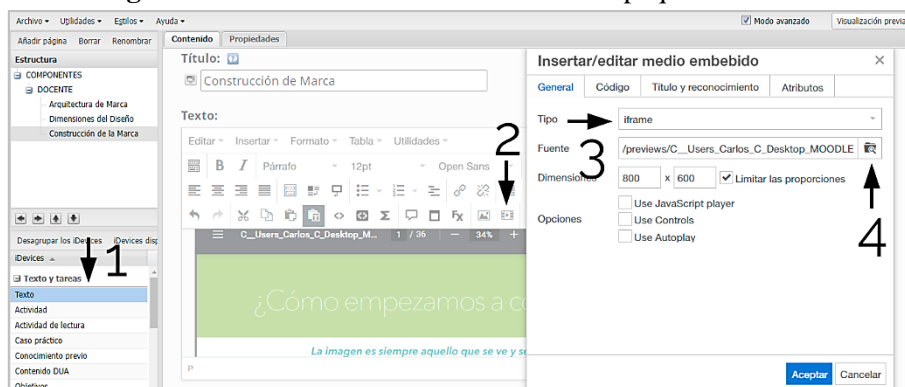 Archivo Utilidades Estilos Ayuda
Modo avanzado
Visualización previa
Añadir página Borrar Renombrar
Estructura
COMPONENTES
DOCENTE
Arquitectura de Marca
Dimensiones del Diseño
Construcción de la Marca
Desagrupar los iDevices
iDevices
1
Texto y tareas
Texto
Actividad
Actividad de lectura
Caso práctico
Conocimiento previo
Contenido DUA
Objetivos
Contenido Propiedades
Título:
Construcción de Marca
Texto:
Editar Insertar Formato Tabla Utilidades
2
B I Párrafo 12pt Open Sans
C__Users_Carlos_C_Desktop_M... 1 / 36 — 34% +
¿Cómo empezamos a
La imagen es siempre aquello que se ve y
P
Insertar/editar medio embebido
General Código Título y reconocimiento Atributos
Tipo iframe
3
Fuente /previews/C__Users_Carlos_C_Desktop_MOODLE
Dimensiones 800 x 600 Limitar las proporciones
4
Opciones
Use JavaScript player
Use Controls
Use Autoplay
Aceptar Cancelar